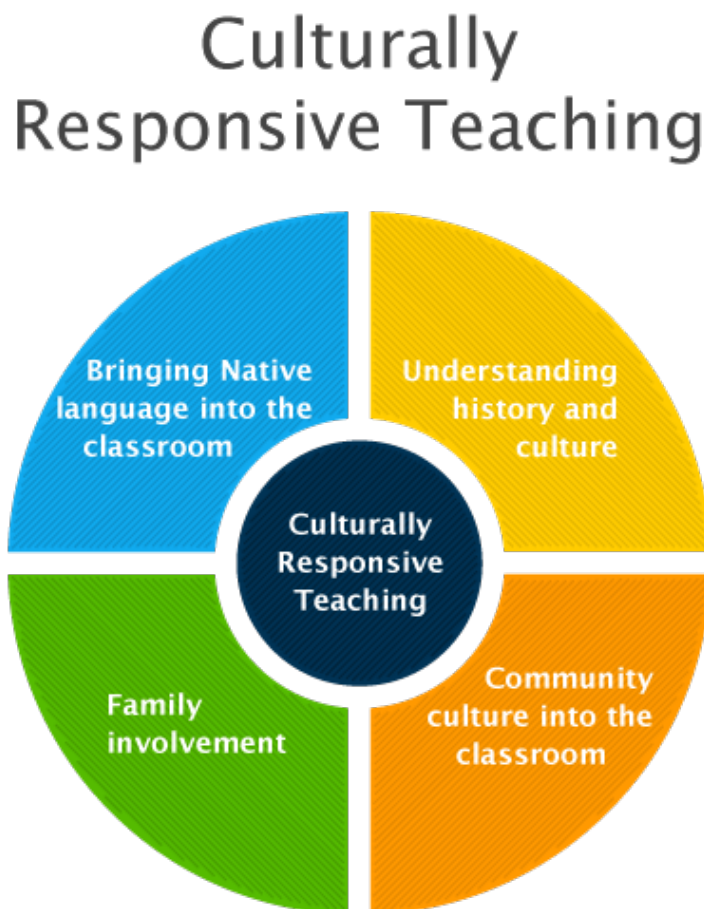 Culturally
Responsive Teaching
Bringing Native
language into the
classroom
Understanding
history and
culture
Culturally
Responsive
Teaching
Family
involvement
Community
culture into the
classroom